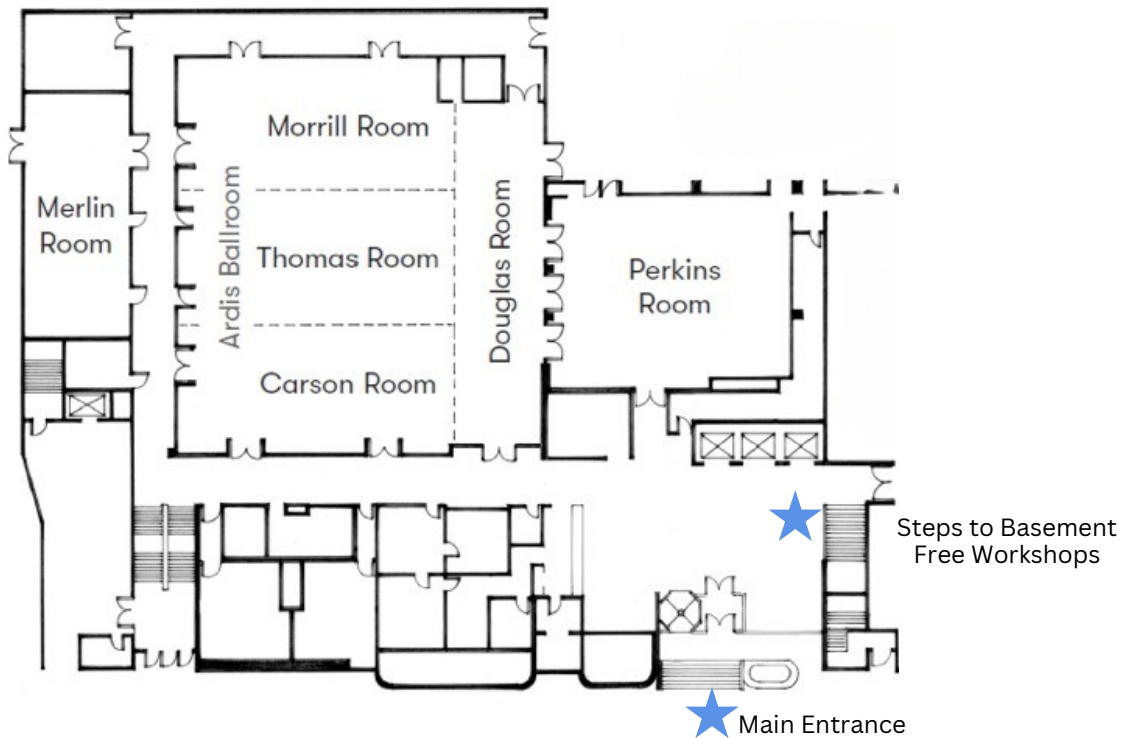 Morrill Room
Merlin
Room
Ardis Ballroom
Thomas Room
Douglas Room
Perkins
Room
Carson Room
Steps to Basement
Free Workshops
Main Entrance